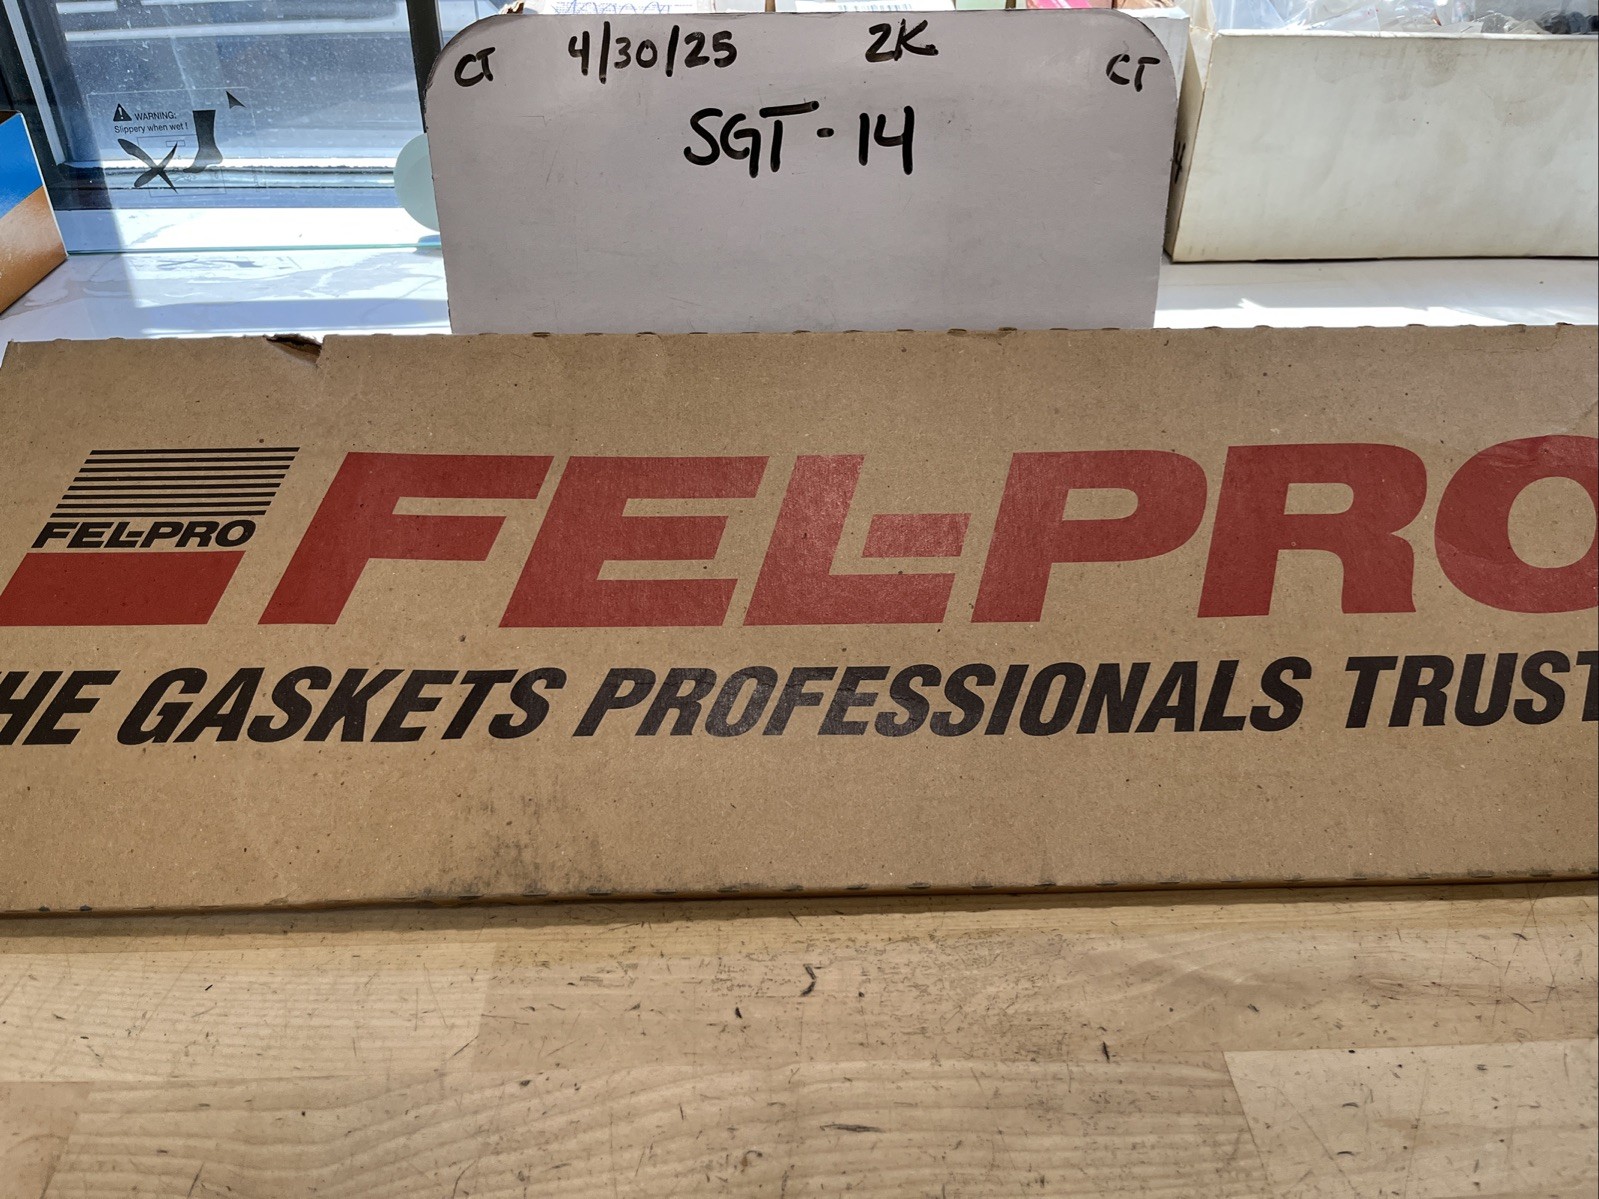 CT 4/30/25 2K CT
SGT-14
WARNING:
Slippery when wet!
FEL-PRO
FEL-PRO
HE GASKETS PROFESSIONALS TRUST